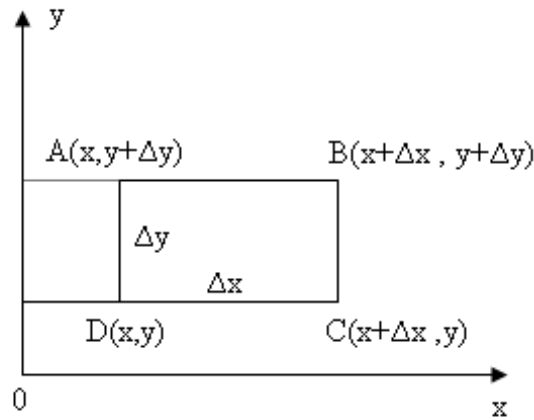 y
A(x,y+Δy)
B(x+Δx , y+Δy)
Δy
Δx
D(x,y)
C(x+Δx ,y)
0
x